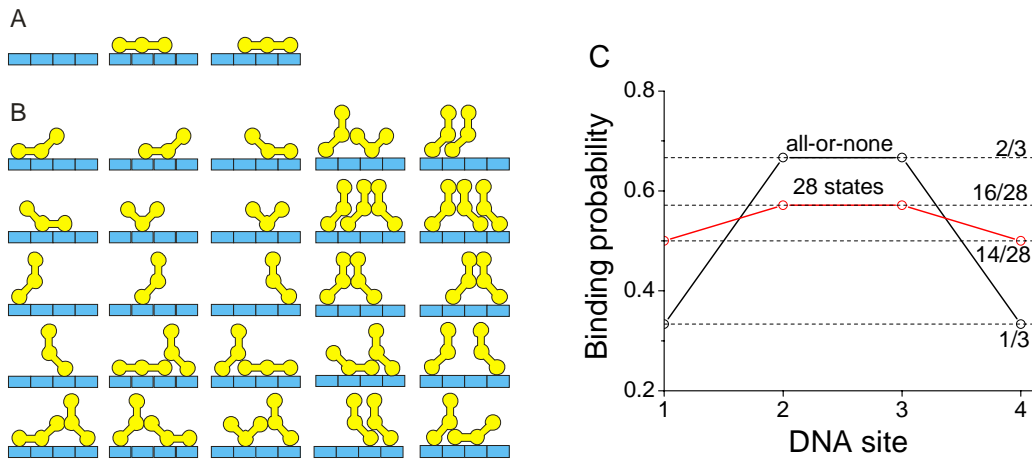 A
B
C
Binding probability
0.8
0.6
0.4
0.2
all-or-none
2/3
28 states
16/28
14/28
1/3
1
2
3
4
DNA site